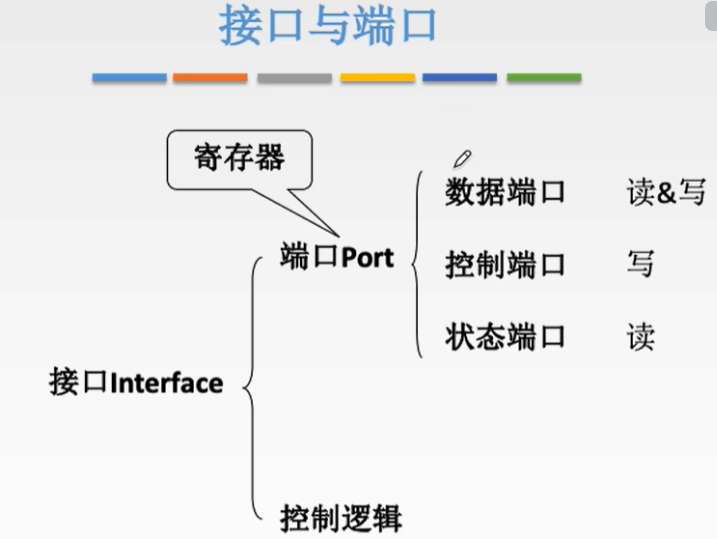 接口与端口
寄存器
数据端口 读&写
端口Port
控制端口 写
状态端口 读
接口Interface
控制逻辑